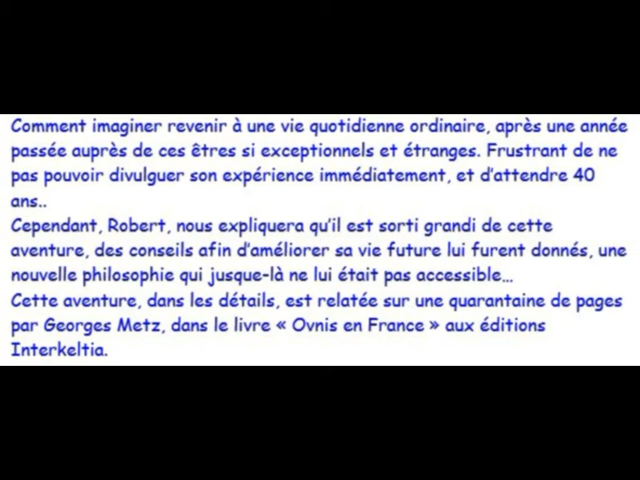 Comment imaginer revenir à une vie quotidienne ordinaire, après une année
passée auprès de ces êtres si exceptionnels et étranges. Frustrant de ne
pas pouvoir divulguer son expérience immédiatement, et d'attendre 40
ans..
Cependant, Robert, nous expliquera qu'il est sorti grandi de cette
aventure, des conseils afin d'améliorer sa vie future lui furent donnés, une
nouvelle philosophie qui jusque-là ne lui était pas accessible...
Cette aventure, dans les détails, est relatée sur une quarantaine de pages
par Georges Metz, dans le livre « Ovnis en France » aux éditions
Interkeltia.